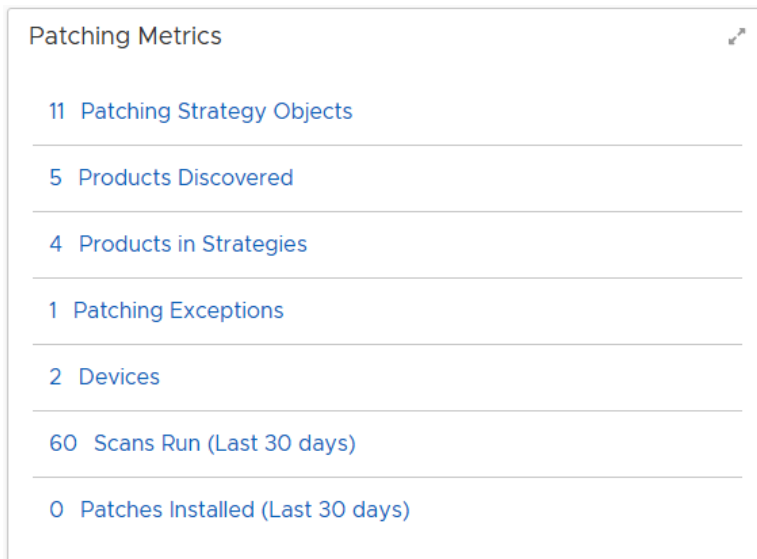 Patching Metrics
11 Patching Strategy Objects
5 Products Discovered
4 Products in Strategies
1 Patching Exceptions
2 Devices
60 Scans Run (Last 30 days)
0 Patches Installed (Last 30 days)